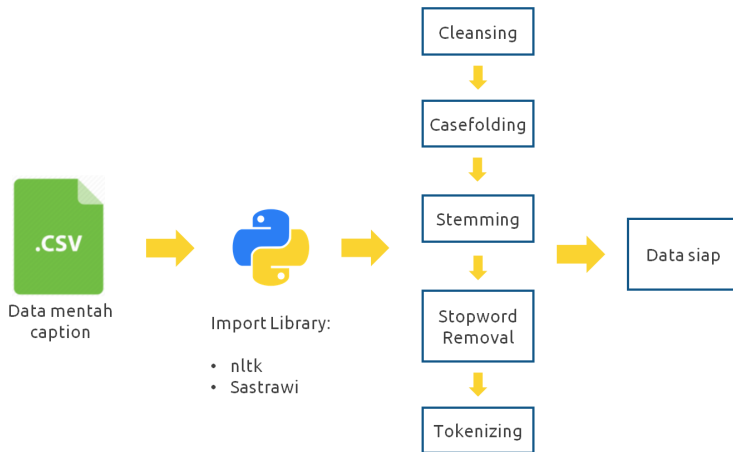 .CSV
Data mentah
caption
Import Library:
• nltk
• Sastrawi
Cleansing
Casefolding
Stemming
Stopword
Removal
Tokenizing
Data siap